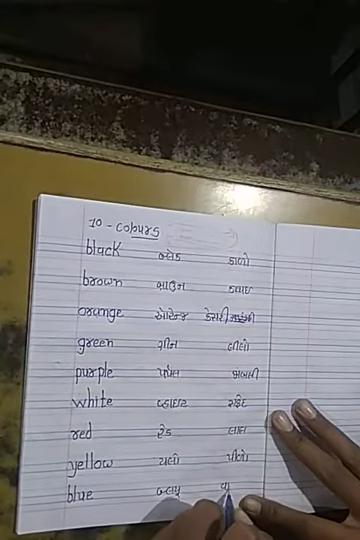 10 - colours
black બ્લેક કાળો
brown બ્રાઉન કથ્થાઇ
orange ઓરેન્જ કેસરી
green ગ્રીન લીલો
purple પર્પલ જાંબલી
white વ્હાઇટ સફેદ
red રેડ લાલ
yellow યલો પીળો
blue બ્લ્યુ